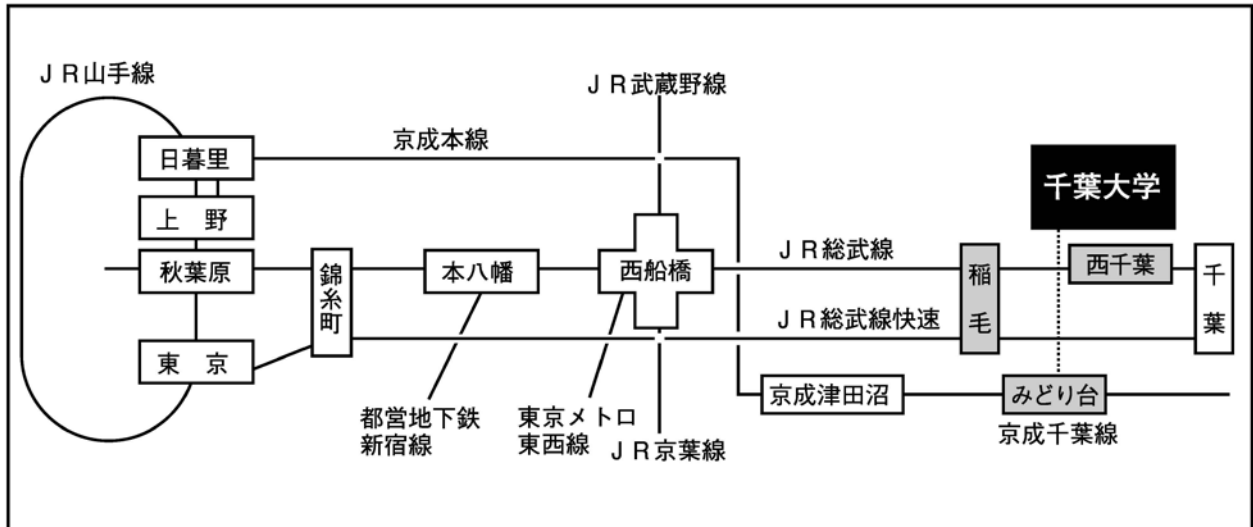 ＪＲ山手線
ＪＲ武蔵野線
日暮里
京成本線
千葉大学
上　野
秋葉原
錦糸町
本八幡
西船橋
ＪＲ総武線
稲毛
西千葉
千葉
ＪＲ総武線快速
東　京
京成津田沼
みどり台
京成千葉線
都営地下鉄
新宿線
東京メトロ
東西線
ＪＲ京葉線